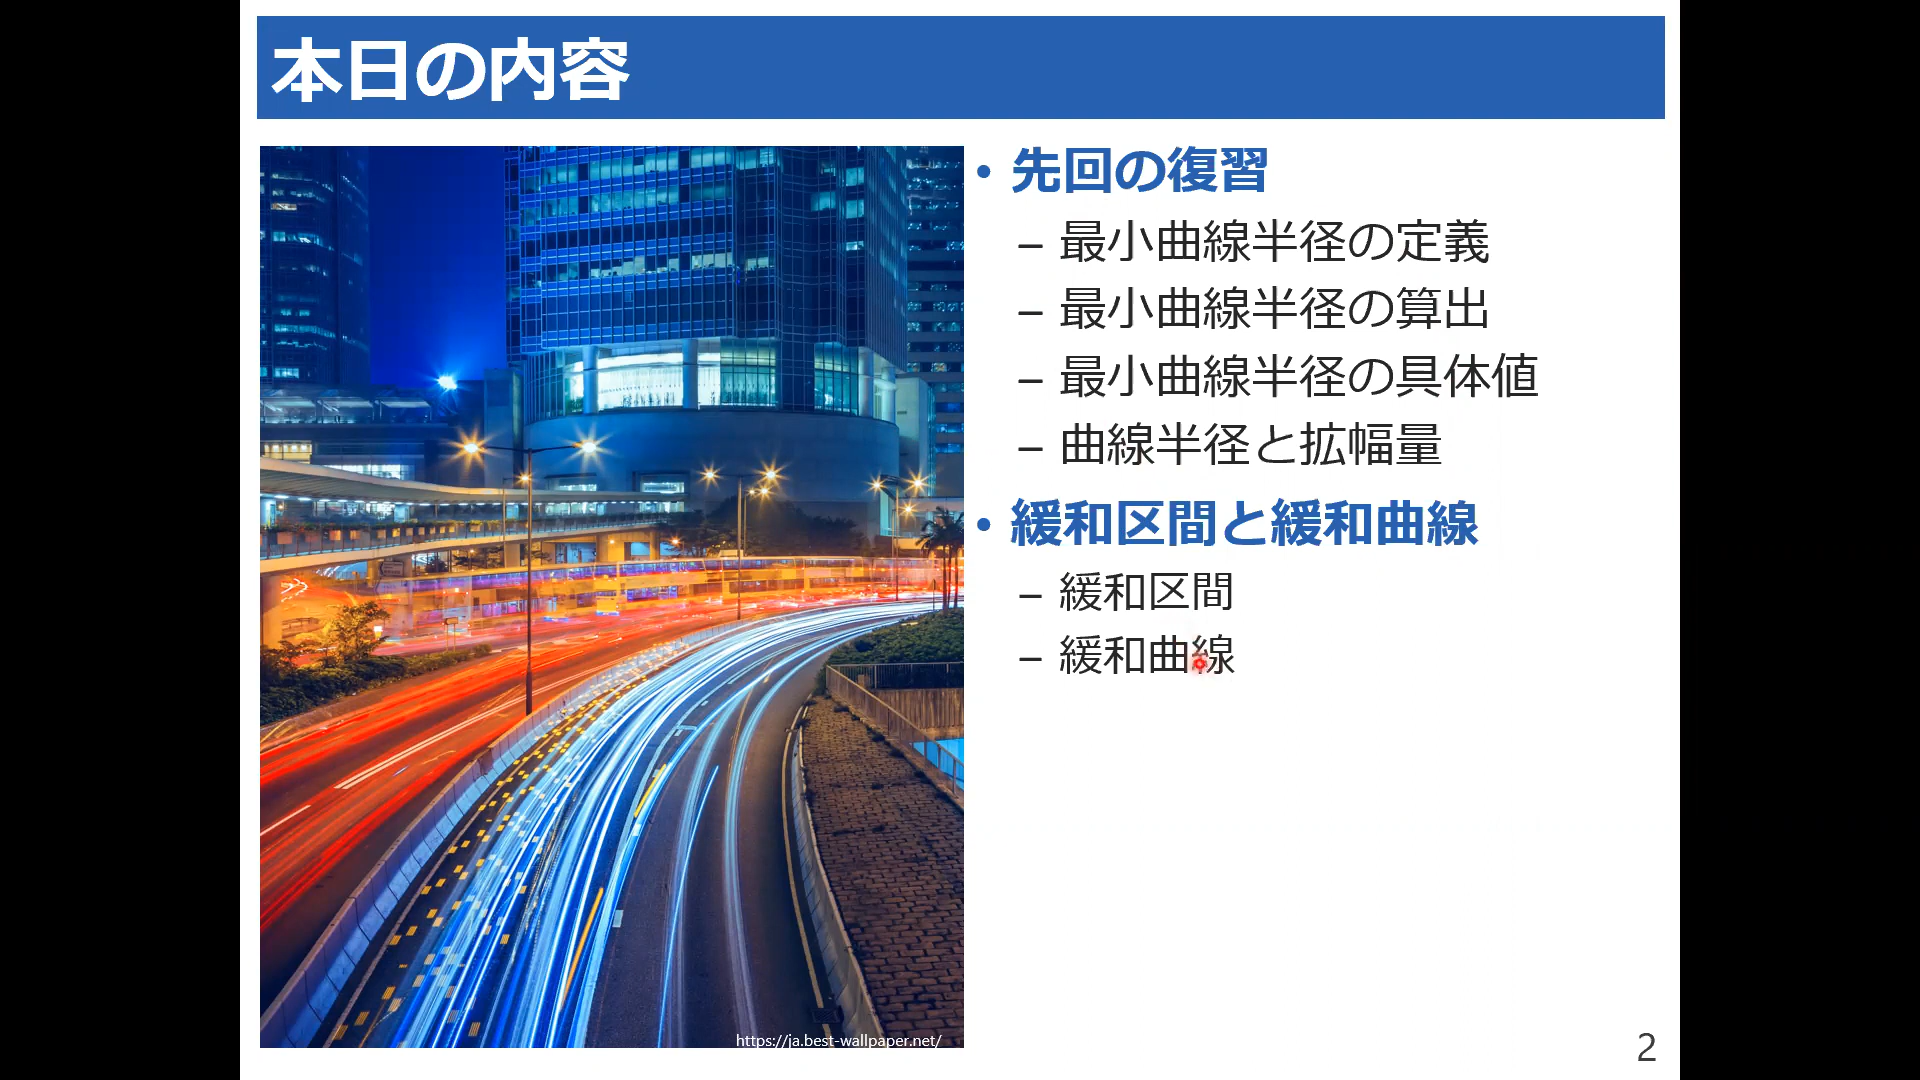 本日の内容
• 先回の復習
– 最小曲線半径の定義
– 最小曲線半径の算出
– 最小曲線半径の具体値
– 曲線半径と拡幅量
• 緩和区間と緩和曲線
– 緩和区間
– 緩和曲線
https://ja.best-wallpaper.net/
2